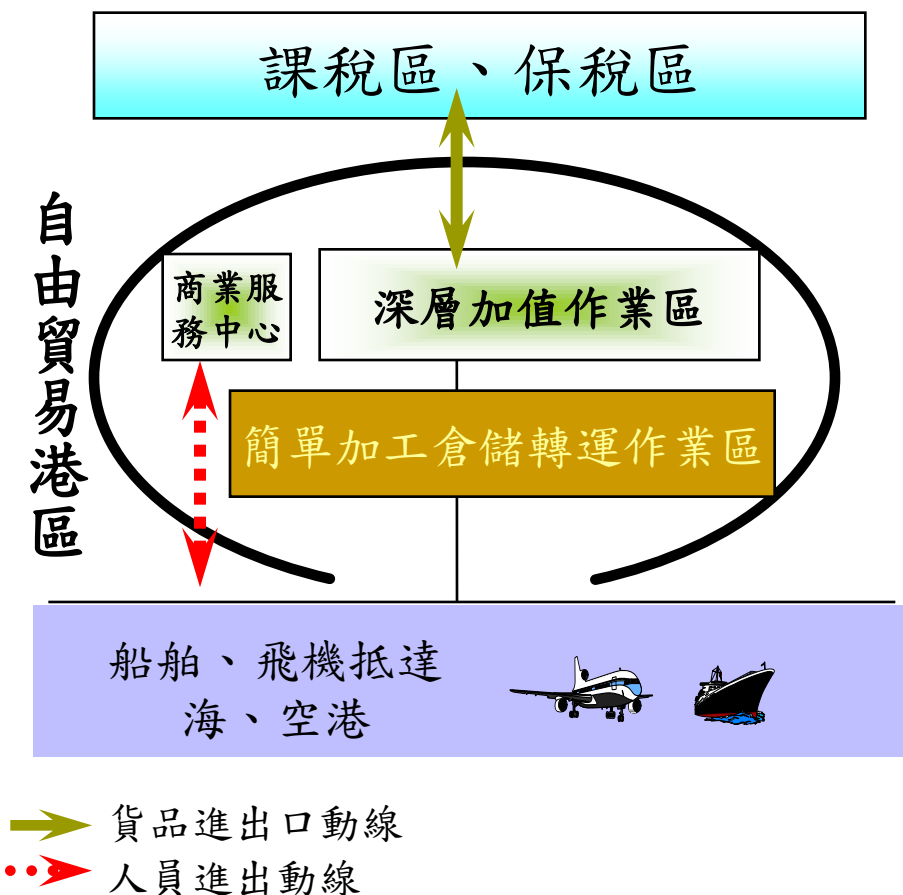 課稅區、保稅區
自由貿易港區
商業服
務中心
深層加值作業區
簡單加工倉儲轉運作業區
船舶、飛機抵達
海、空港
貨品進出口動線
人員進出動線